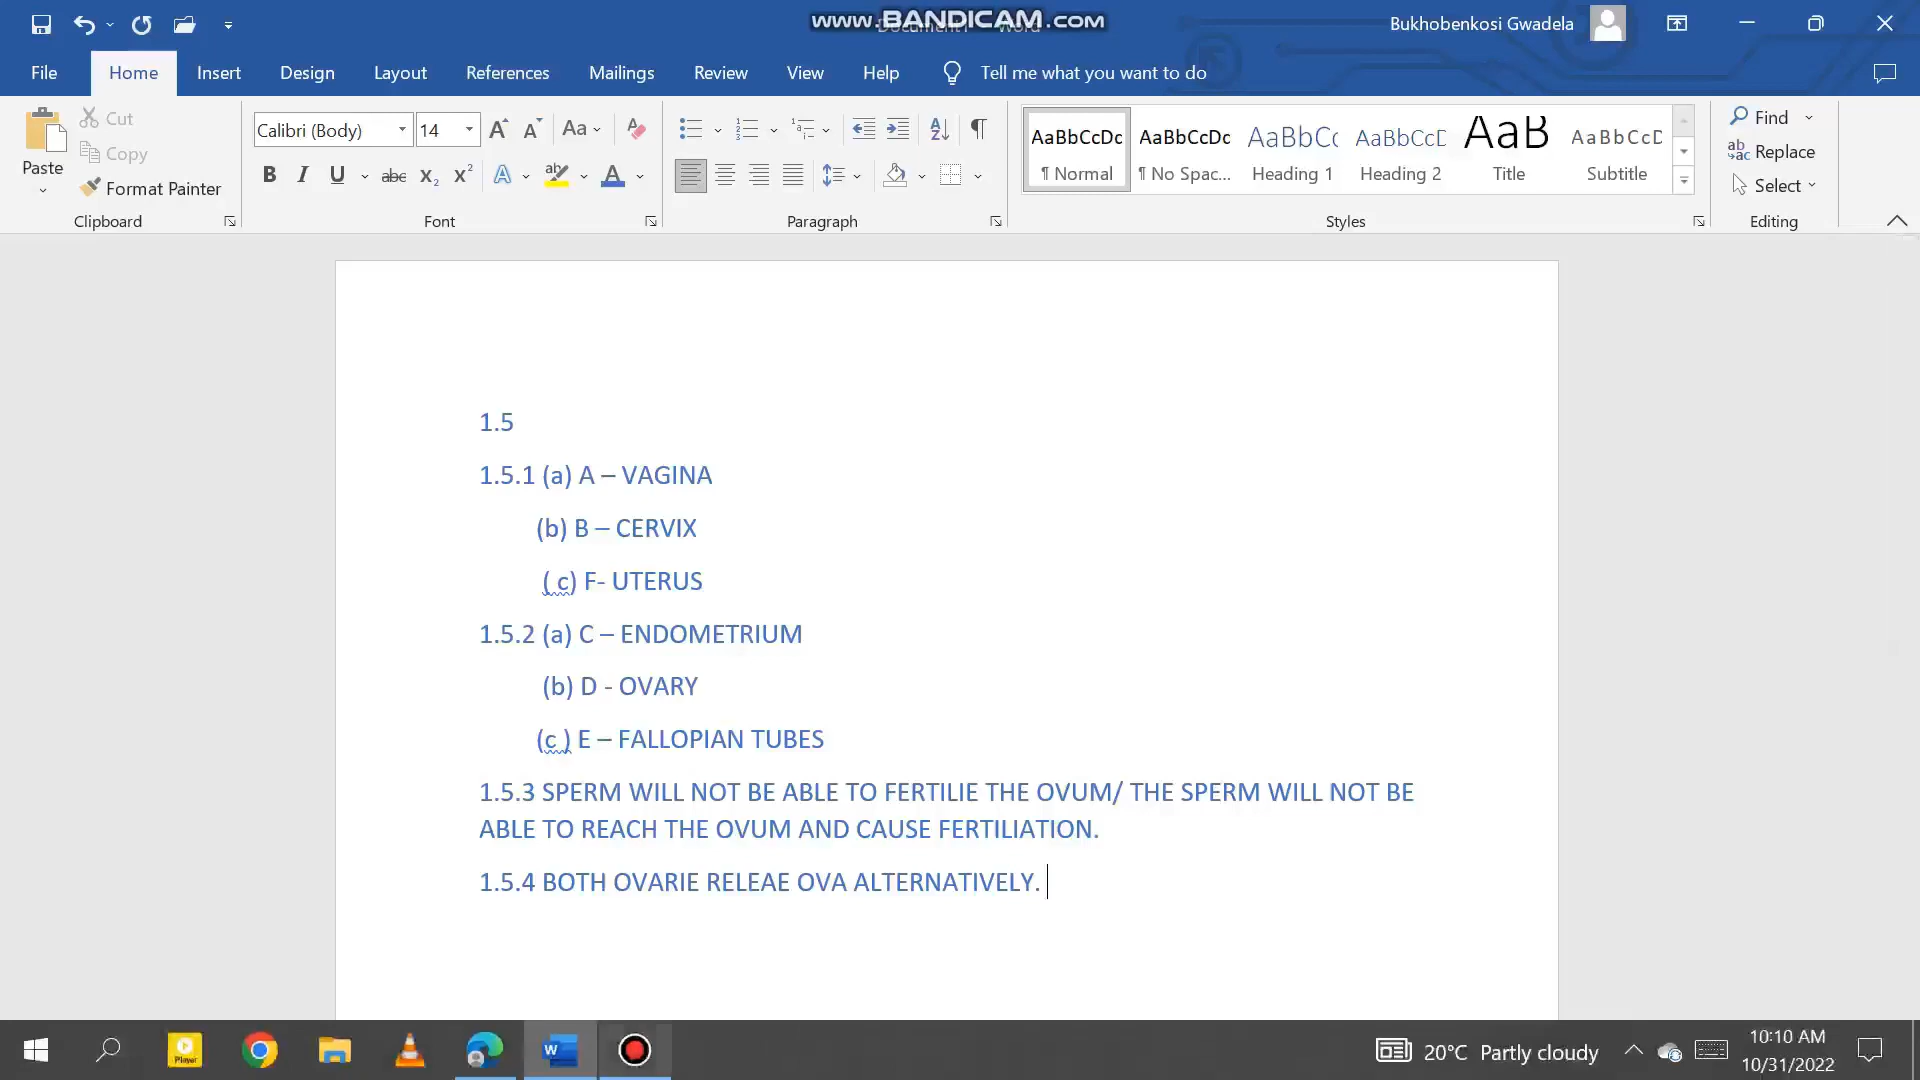 www.BANDICAM.com
Bukhobenkosi Gwadela
File Home Insert Design Layout References Mailings Review View Help Tell me what you want to do
Paste
Cut
Copy
Format Painter
Clipboard
Calibri (Body) 14
Font
Paragraph
AaBbCcDc AaBbCcDc AaBbCc AaBbCcD AaB AaBbCcD
¶ Normal ¶ No Spac... Heading 1 Heading 2 Title Subtitle
Styles
Find
Replace
Select
Editing
1.5
1.5.1 (a) A – VAGINA
(b) B – CERVIX
( c) F- UTERUS
1.5.2 (a) C – ENDOMETRIUM
(b) D - OVARY
(c ) E – FALLOPIAN TUBES
1.5.3 SPERM WILL NOT BE ABLE TO FERTILIE THE OVUM/ THE SPERM WILL NOT BE
ABLE TO REACH THE OVUM AND CAUSE FERTILIATION.
1.5.4 BOTH OVARIE RELEAE OVA ALTERNATIVELY.
Player
20°C Partly cloudy
10:10 AM
10/31/2022